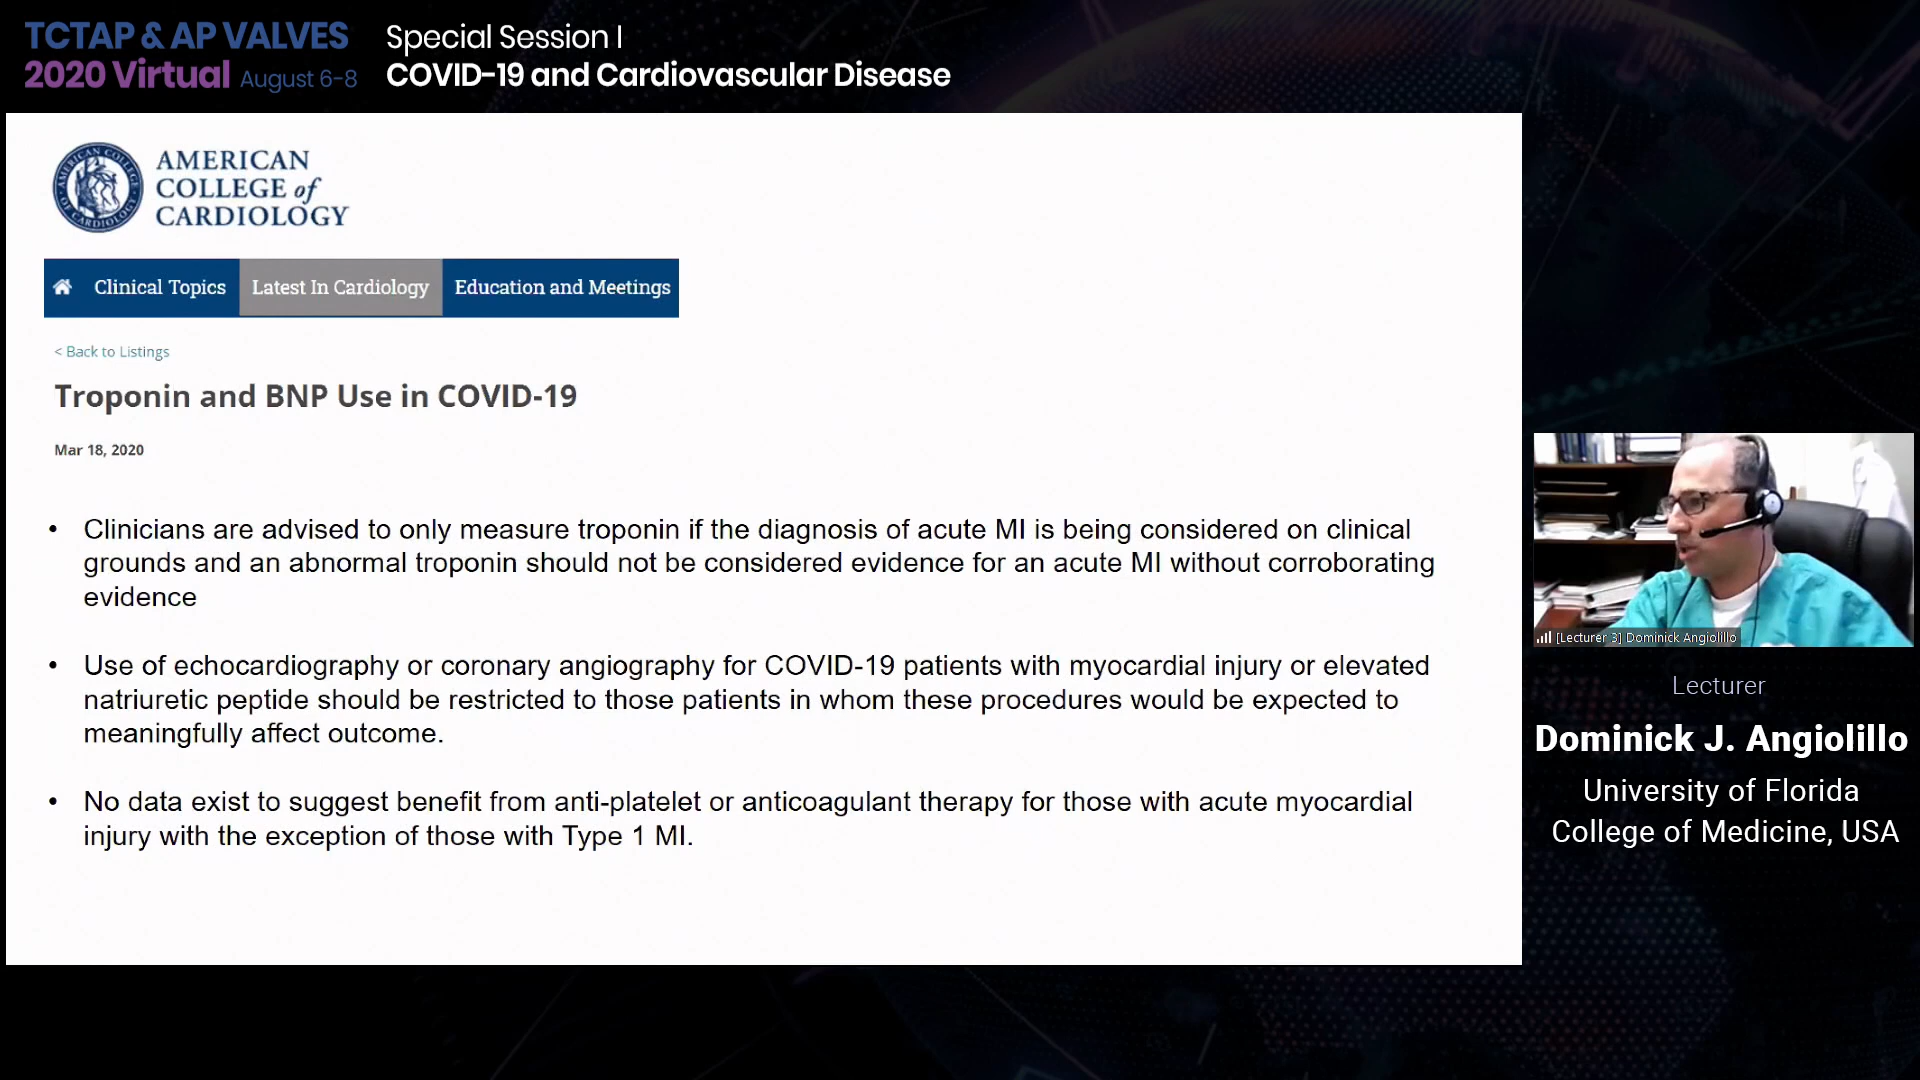 TCTAP & AP VALVES
2020 Virtual August 6-8
Special Session I
COVID-19 and Cardiovascular Disease
AMERICAN
COLLEGE of
CARDIOLOGY
Clinical Topics
Latest In Cardiology
Education and Meetings
< Back to Listings
Troponin and BNP Use in COVID-19
Mar 18, 2020
• Clinicians are advised to only measure troponin if the diagnosis of acute MI is being considered on clinical
grounds and an abnormal troponin should not be considered evidence for an acute MI without corroborating
evidence
• Use of echocardiography or coronary angiography for COVID-19 patients with myocardial injury or elevated
natriuretic peptide should be restricted to those patients in whom these procedures would be expected to
meaningfully affect outcome.
• No data exist to suggest benefit from anti-platelet or anticoagulant therapy for those with acute myocardial
injury with the exception of those with Type 1 MI.
[Lecturer 3] Dominick Angiolillo
Lecturer
Dominick J. Angiolillo
University of Florida
College of Medicine, USA